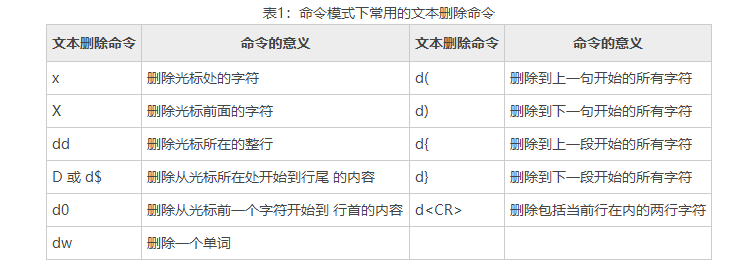 表1：命令模式下常用的文本删除命令
文本删除命令 命令的意义 文本删除命令 命令的意义
x 删除光标处的字符 d( 删除到上一句开始的所有字符
X 删除光标前面的字符 d) 删除到下一句开始的所有字符
dd 删除光标所在的整行 d{ 删除到上一段开始的所有字符
D 或 d$ 删除从光标所在处开始到行尾 的内容 d} 删除到下一段开始的所有字符
d0 删除从光标前一个字符开始到 行首的内容 d<CR> 删除包括当前行在内的两行字符
dw 删除一个单词